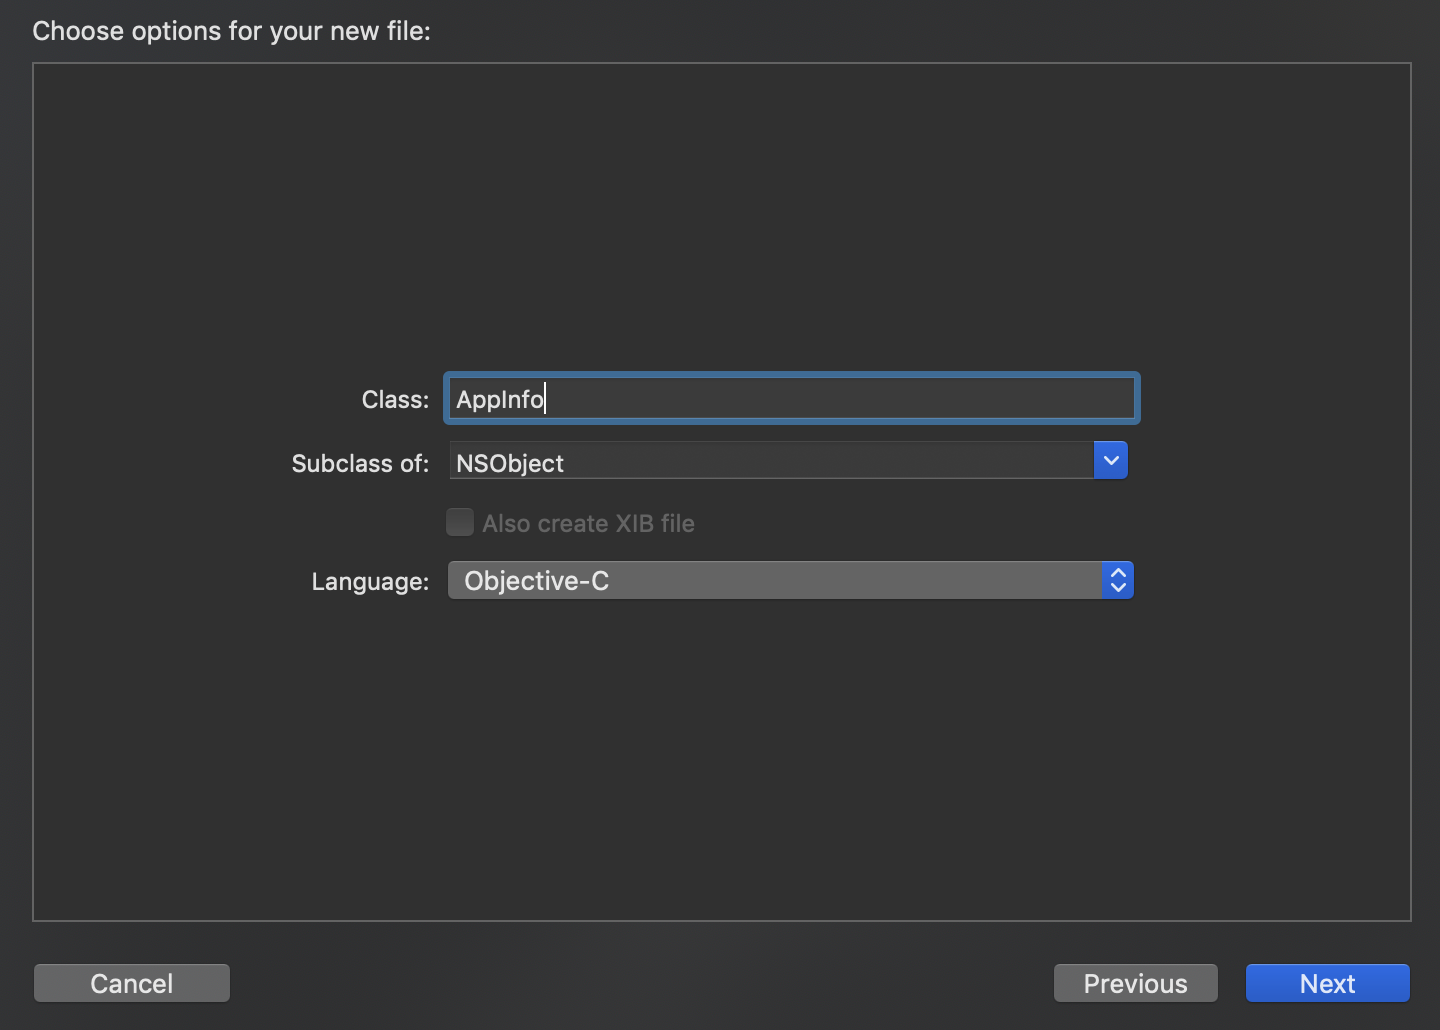 Choose options for your new file:
Class: AppInfo
Subclass of: NSObject
Also create XIB file
Language: Objective-C
Cancel Previous Next